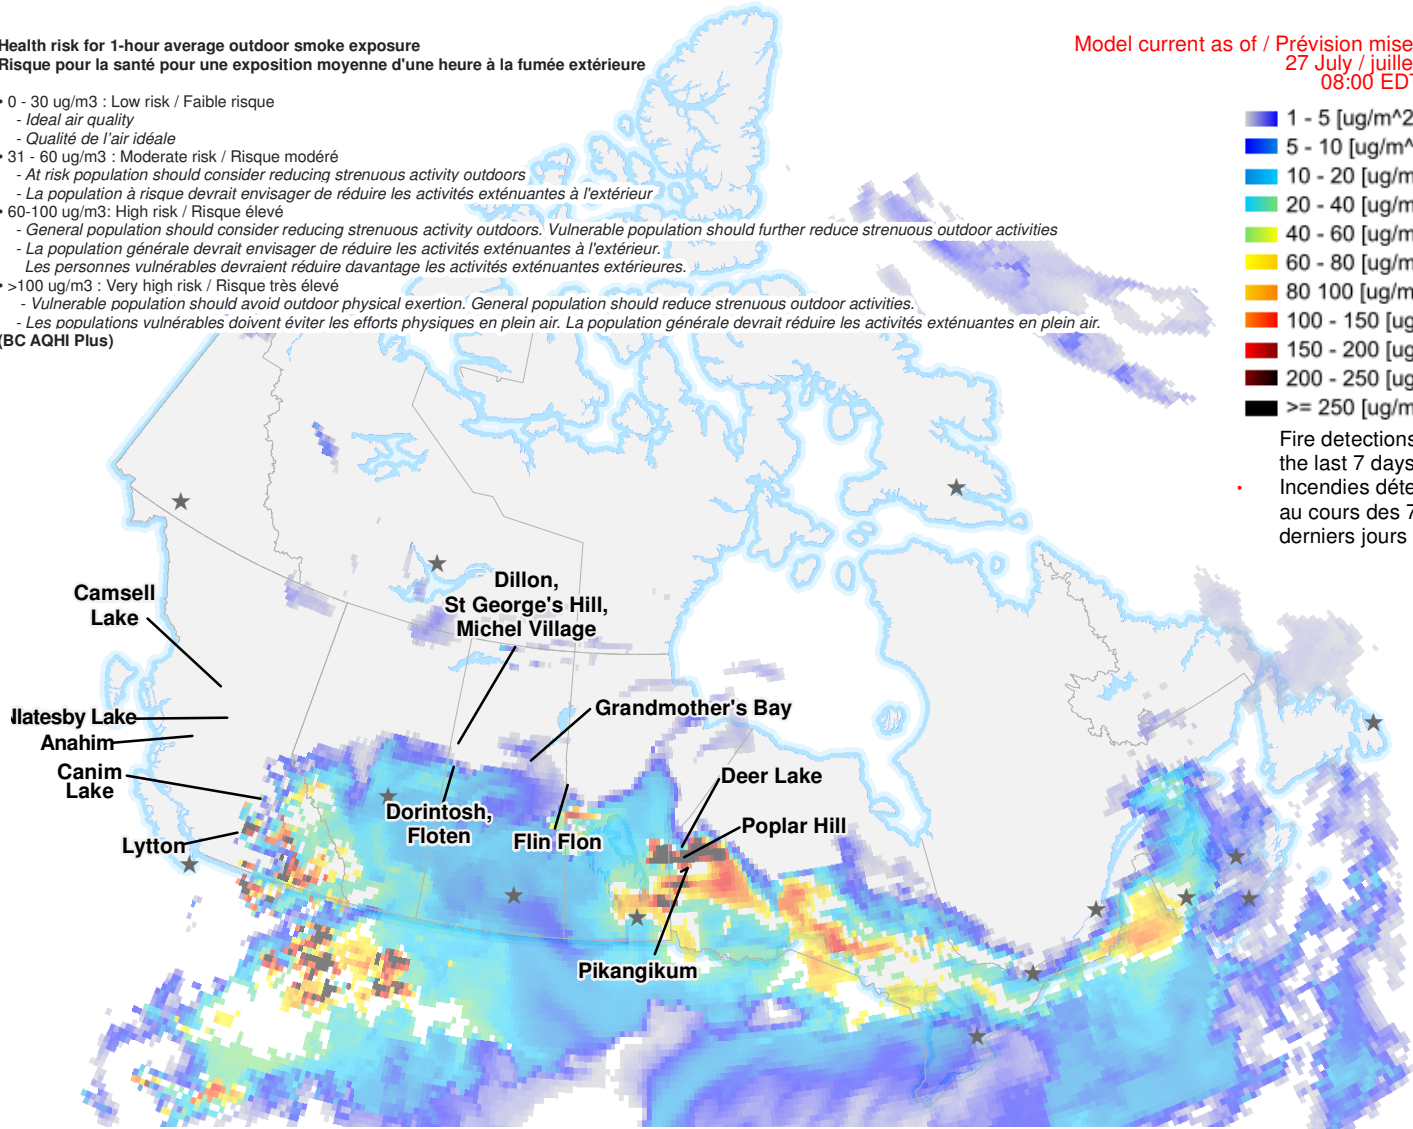 Health risk for 1-hour average outdoor smoke exposure
Risque pour la santé pour une exposition moyenne d'une heure à la fumée extérieure
• 0 - 30 ug/m3 : Low risk / Faible risque
- Ideal air quality
- Qualité de l'air idéale
• 31 - 60 ug/m3 : Moderate risk / Risque modéré
- At risk population should consider reducing strenuous activity outdoors
- La population à risque devrait envisager de réduire les activités exténuantes à l'extérieur
• 60-100 ug/m3: High risk / Risque élevé
- General population should consider reducing strenuous activity outdoors. Vulnerable population should further reduce strenuous outdoor activities
- La population générale devrait envisager de réduire les activités exténuantes à l'extérieur.
Les personnes vulnérables devraient réduire davantage les activités exténuantes extérieures.
• >100 ug/m3 : Very high risk / Risque très élevé
- Vulnerable population should avoid outdoor physical exertion. General population should reduce strenuous outdoor activities.
- Les populations vulnérables doivent éviter les efforts physiques en plein air. La population générale devrait réduire les activités exténuantes en plein air.
(BC AQHI Plus)
Model current as of / Prévision mise
27 July / juille
08:00 EDT
1 - 5 [ug/m^2
5 - 10 [ug/m^
10 - 20 [ug/m
20 - 40 [ug/m
40 - 60 [ug/m
60 - 80 [ug/m
80 100 [ug/m
100 - 150 [ug
150 - 200 [ug
200 - 250 [ug
>= 250 [ug/m
Fire detections
the last 7 days
Incendies déte
au cours des 7
derniers jours
Camsell
Lake
Dillon,
St George's Hill,
Michel Village
latesby Lake
Anahim
Canim
Lake
Lytton
Grandmother's Bay
Deer Lake
Poplar Hill
Dorintosh,
Floten
Flin Flon
Pikangikum